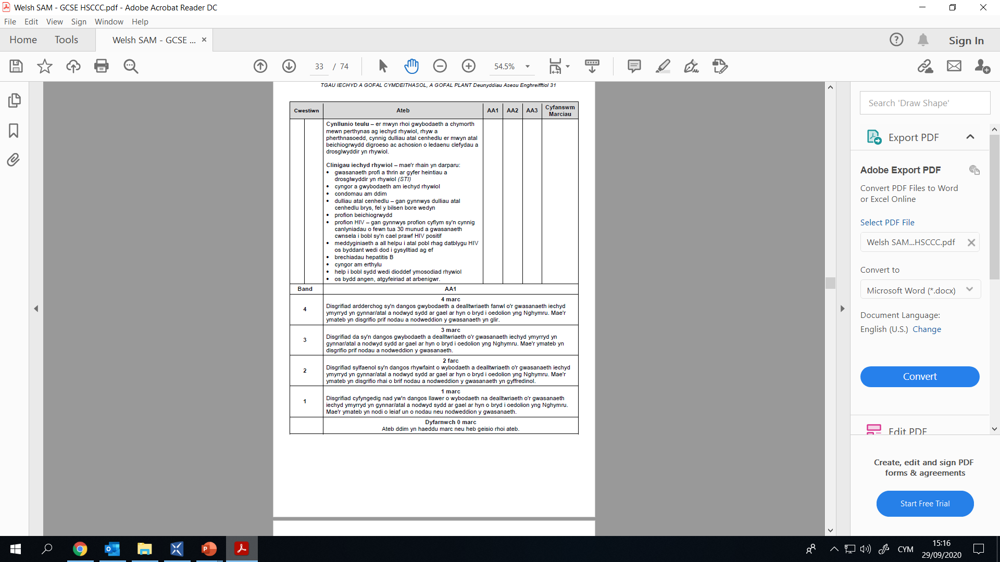 Welsh SAM - GCSE HSCCC.pdf - Adobe Acrobat Reader DC
File Edit View Sign Window Help
Home Tools Welsh SAM - GCSE ... × Sign In
33 / 74 54.5%
TGAU IECHYD A GOFAL CYMDEITHASOL, A GOFAL PLANT Deunyddiau Asesu Enghreifftiol 31
Cwestiwn Ateb AA1 AA2 AA3 Cyfanswm
Marciau
Cynllunio teulu – er mwyn rhoi gwybodaeth a chymorth
mewn perthynas ag iechyd rhywiol, rhyw a
pherthnasoedd, cynnig dulliau atal cenhedlu er mwyn atal
beichiogrwydd digroeso ac achosion o ledaenu clefydau a
drosglwyddir yn rhywiol.
Clinigau iechyd rhywiol – mae'r rhain yn darparu:
• gwasanaeth profi a thrin ar gyfer heintiau a
drosglwyddir yn rhywiol (STI)
• cyngor a gwybodaeth am iechyd rhywiol
• condomau am ddim
• dulliau atal cenhedlu – gan gynnwys dulliau atal
cenhedlu brys, fel y bilsen bore wedyn
• profion beichiogrwydd
• profion HIV – gan gynnwys profion cyflym sy'n cynnig
canlyniadau o fewn tua 30 munud a gwasanaeth
cwnsela i bobl sy'n cael prawf HIV positif
• meddyginiaeth a all helpu i atal pobl rhag datblygu HIV
os byddant wedi dod i gysylltiad ag ef
• brechiadau hepatitis B
• cyngor am erthylu
• help i bobl sydd wedi dioddef ymosodiad rhywiol
• os bydd angen, atgyfeiriad at arbenigwr.
Band AA1
4 marc
4
Disgrifiad ardderchog sy'n dangos gwybodaeth a dealltwriaeth fanwl o'r gwasanaeth iechyd
ymyrryd yn gynnar/atal a nodwyd sydd ar gael ar hyn o bryd i oedolion yng Nghymru. Mae'r
ymateb yn disgrifio prif nodau a nodweddion y gwasanaeth yn glir.
3 marc
3
Disgrifiad da sy'n dangos gwybodaeth a dealltwriaeth o'r gwasanaeth iechyd ymyrryd yn
gynnar/atal a nodwyd sydd ar gael ar hyn o bryd i oedolion yng Nghymru. Mae'r ymateb yn
disgrifio prif nodau a nodweddion y gwasanaeth.
2 farc
2
Disgrifiad sylfaenol sy'n dangos rhywfaint o wybodaeth a dealltwriaeth o'r gwasanaeth iechyd
ymyrryd yn gynnar/atal a nodwyd sydd ar gael ar hyn o bryd i oedolion yng Nghymru. Mae'r
ymateb yn disgrifio rhai o brif nodau a nodweddion y gwasanaeth yn gyffredinol.
1 marc
1
Disgrifiad cyfyngedig nad yw'n dangos llawer o wybodaeth na dealltwriaeth o'r gwasanaeth
iechyd ymyrryd yn gynnar/atal a nodwyd sydd ar gael ar hyn o bryd i oedolion yng Nghymru.
Mae'r ymateb yn nodi o leiaf un o nodau neu nodweddion y gwasanaeth.
Dyfarnwch 0 marc
Ateb ddim yn haeddu marc neu heb geisio rhoi ateb.
Search 'Draw Shape'
Export PDF
Adobe Export PDF
Convert PDF Files to Word
or Excel Online
Select PDF File
Welsh SAM...HSCCC.pdf
Convert to
Microsoft Word (*.docx)
Document Language:
English (U.S.) Change
Convert
Edit PDF
Create, edit and sign PDF
forms & agreements
Start Free Trial
CYM
15:16
29/09/2020